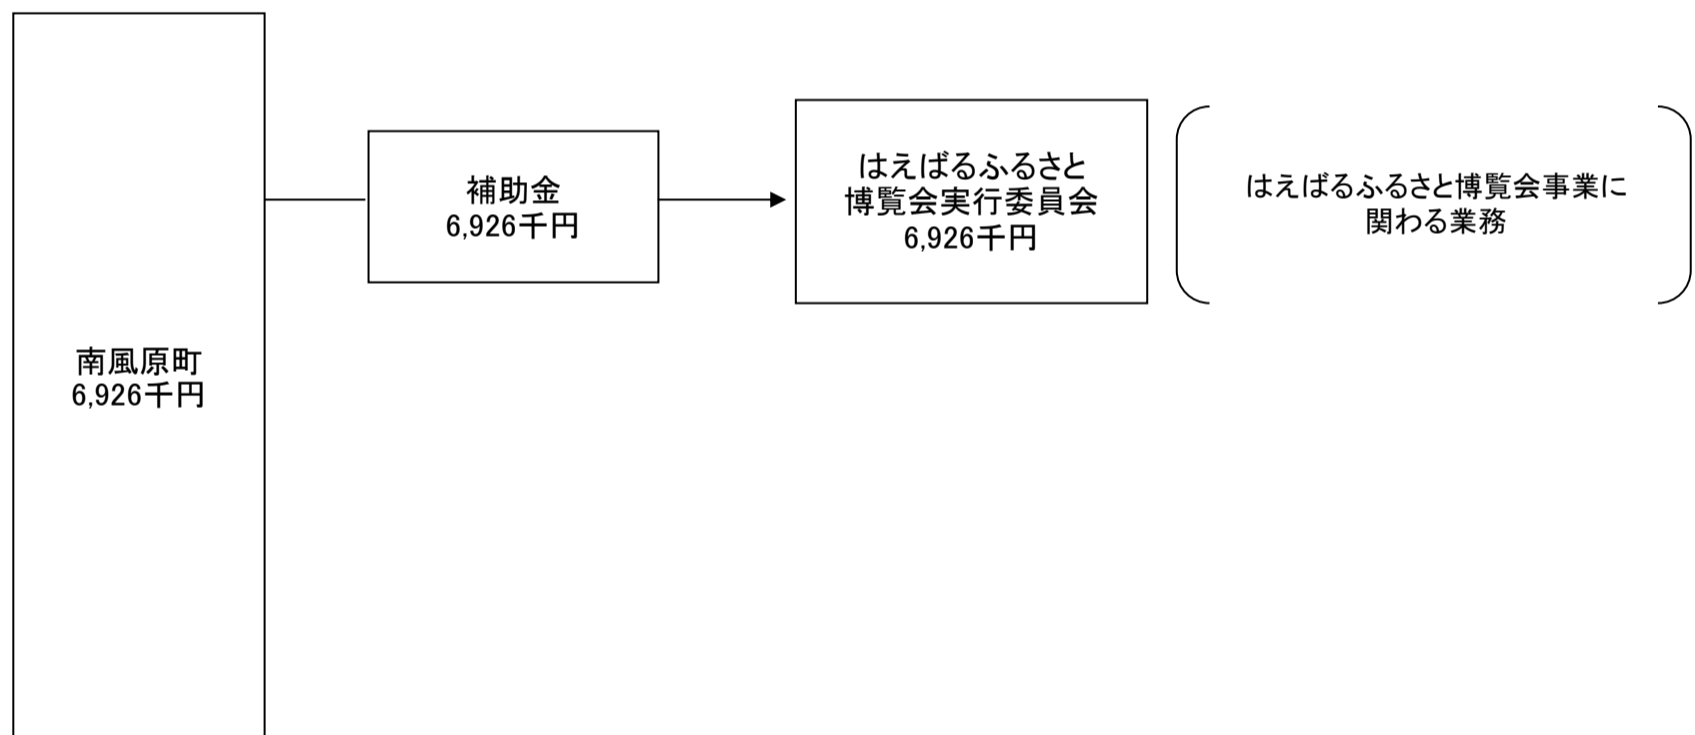 南風原町
6,926千円
補助金
6,926千円
はえばるふるさと
博覧会実行委員会
6,926千円
はえばるふるさと博覧会事業に
関わる業務